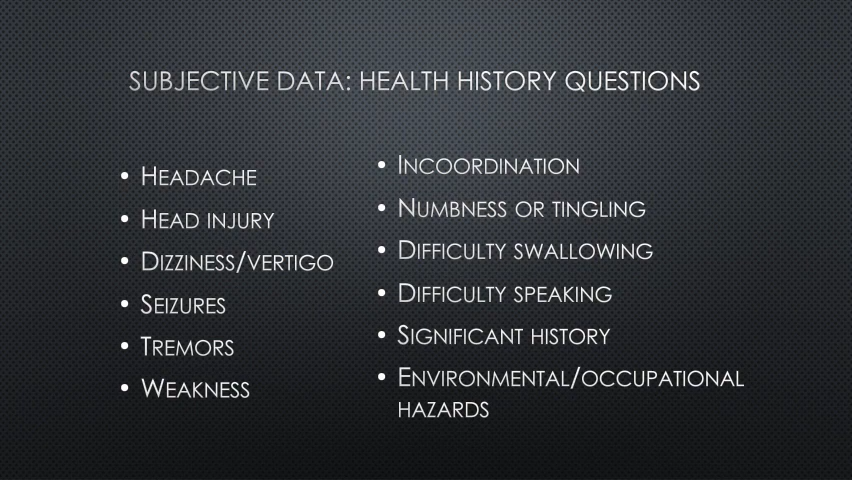 SUBJECTIVE DATA: HEALTH HISTORY QUESTIONS
• HEADACHE
• HEAD INJURY
• DIZZINESS/VERTIGO
• SEIZURES
• TREMORS
• WEAKNESS
• INCOORDINATION
• NUMBNESS OR TINGLING
• DIFFICULTY SWALLOWING
• DIFFICULTY SPEAKING
• SIGNIFICANT HISTORY
• ENVIRONMENTAL/OCCUPATIONAL
HAZARDS